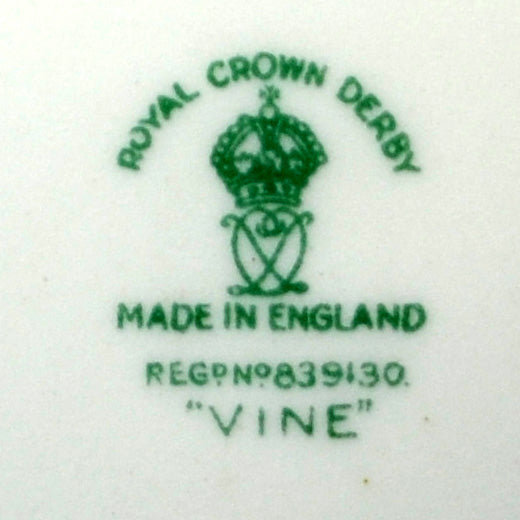 ROYAL CROWN DERBY
MADE IN ENGLAND
REGD No 839130.
"VINE"